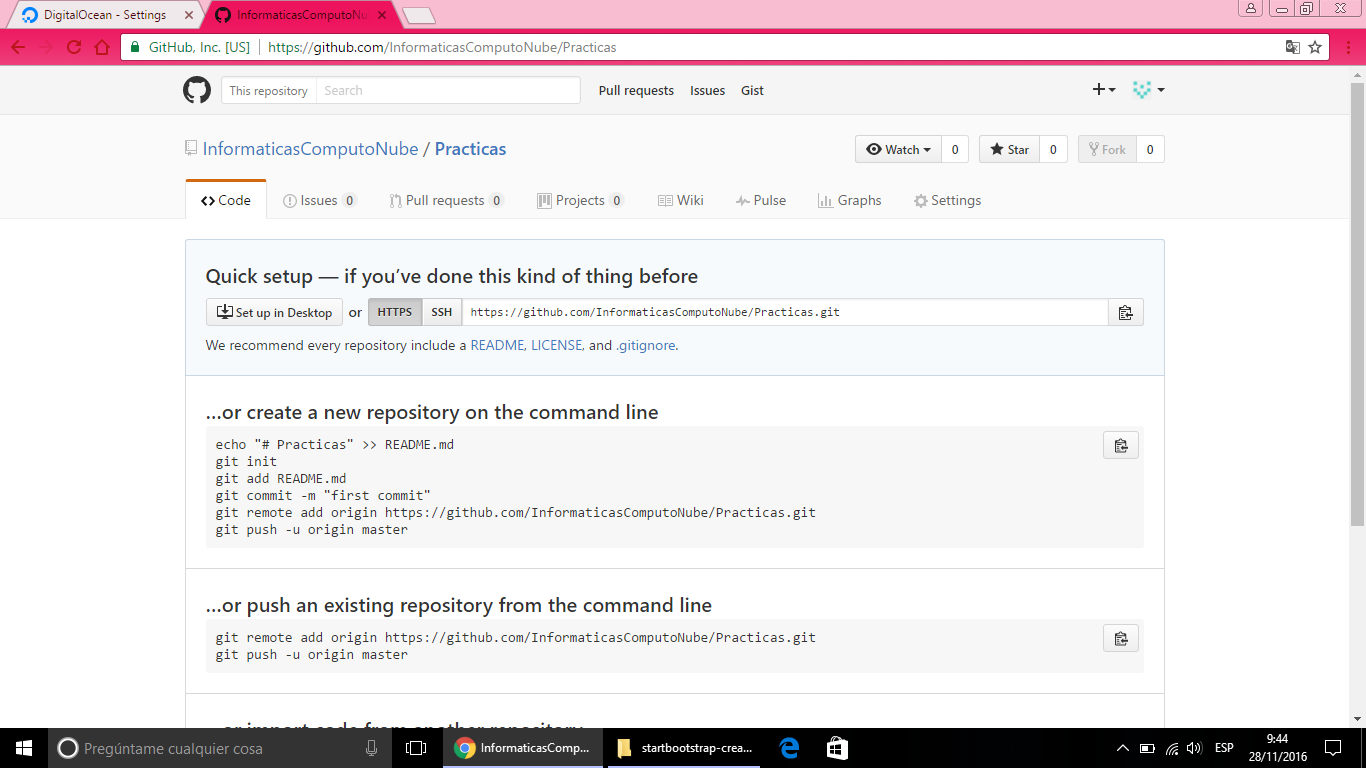 DigitalOcean - Settings
InformaticasComputoNu
GitHub, Inc. [US]
https://github.com/InformaticasComputoNube/Practicas
This repository
Search
Pull requests
Issues
Gist
InformaticasComputoNube / Practicas
Watch 0
Star 0
Fork 0
Code
Issues 0
Pull requests 0
Projects 0
Wiki
Pulse
Graphs
Settings
Quick setup — if you’ve done this kind of thing before
Set up in Desktop
or
HTTPS
SSH
https://github.com/InformaticasComputoNube/Practicas.git
We recommend every repository include a README, LICENSE, and .gitignore.
…or create a new repository on the command line
echo "# Practicas" >> README.md
git init
git add README.md
git commit -m "first commit"
git remote add origin https://github.com/InformaticasComputoNube/Practicas.git
git push -u origin master
…or push an existing repository from the command line
git remote add origin https://github.com/InformaticasComputoNube/Practicas.git
git push -u origin master
…or import code from another repository
Pregúntame cualquier cosa
InformaticasComp...
startbootstrap-crea...
ESP
9:44
28/11/2016